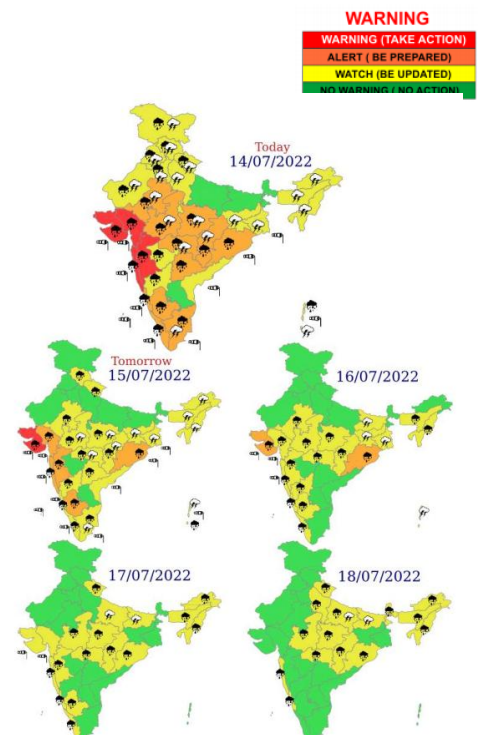 WARNING
WARNING (TAKE ACTION)
ALERT ( BE PREPARED)
WATCH (BE UPDATED)
NO WARNING ( NO ACTION)
Today
14/07/2022
Tomorrow
15/07/2022
16/07/2022
17/07/2022
18/07/2022